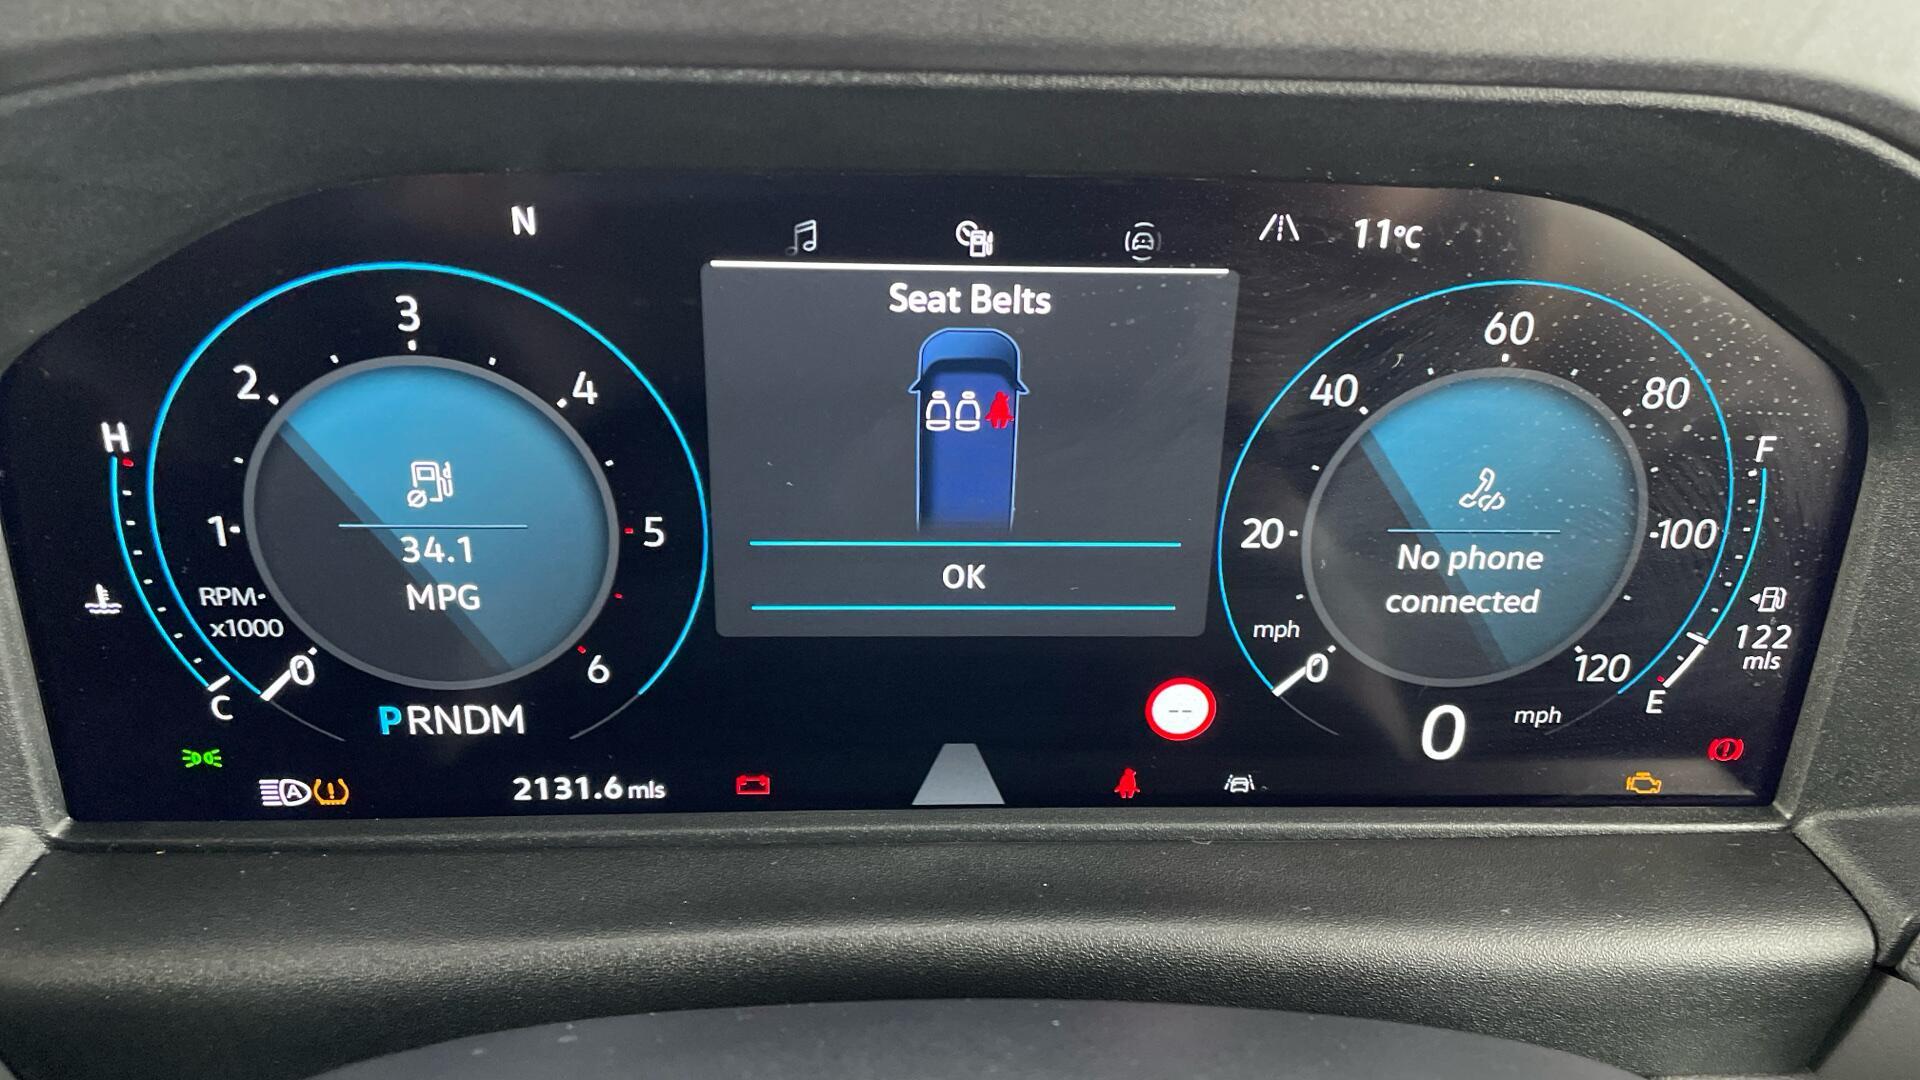 N
11°C
Seat Belts
OK
H
C
0
1
2
3
4
5
6
RPM
x1000
34.1
MPG
PRNDM
2131.6 mls
A
--
mph
0
20
40
60
80
100
120
No phone
connected
0 mph
F
E
122
mls